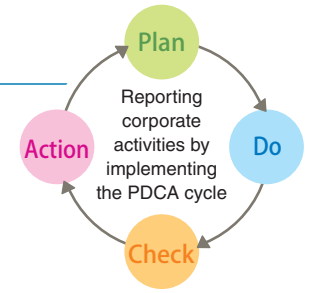 Plan
Reporting
corporate
activities by
implementing
the PDCA cycle
Action
Do
Check